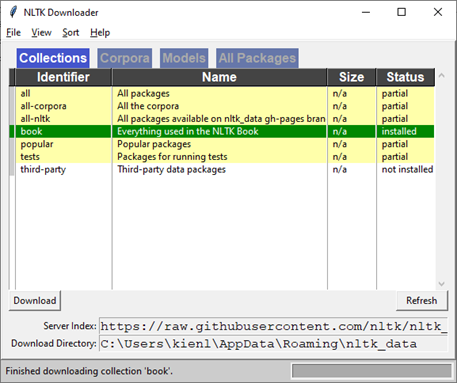 NLTK Downloader
File View Sort Help
Collections Corpora Models All Packages
Identifier Name Size Status
all All packages n/a partial
all-corpora All the corpora n/a partial
all-nltk All packages available on nltk_data gh-pages bran n/a partial
book Everything used in the NLTK Book n/a installed
popular Popular packages n/a partial
tests Packages for running tests n/a partial
third-party Third-party data packages n/a not installed
Download Refresh
Server Index: https://raw.githubusercontent.com/nltk/nltk_
Download Directory: C:\Users\kienl\AppData\Roaming\nltk_data
Finished downloading collection 'book'.